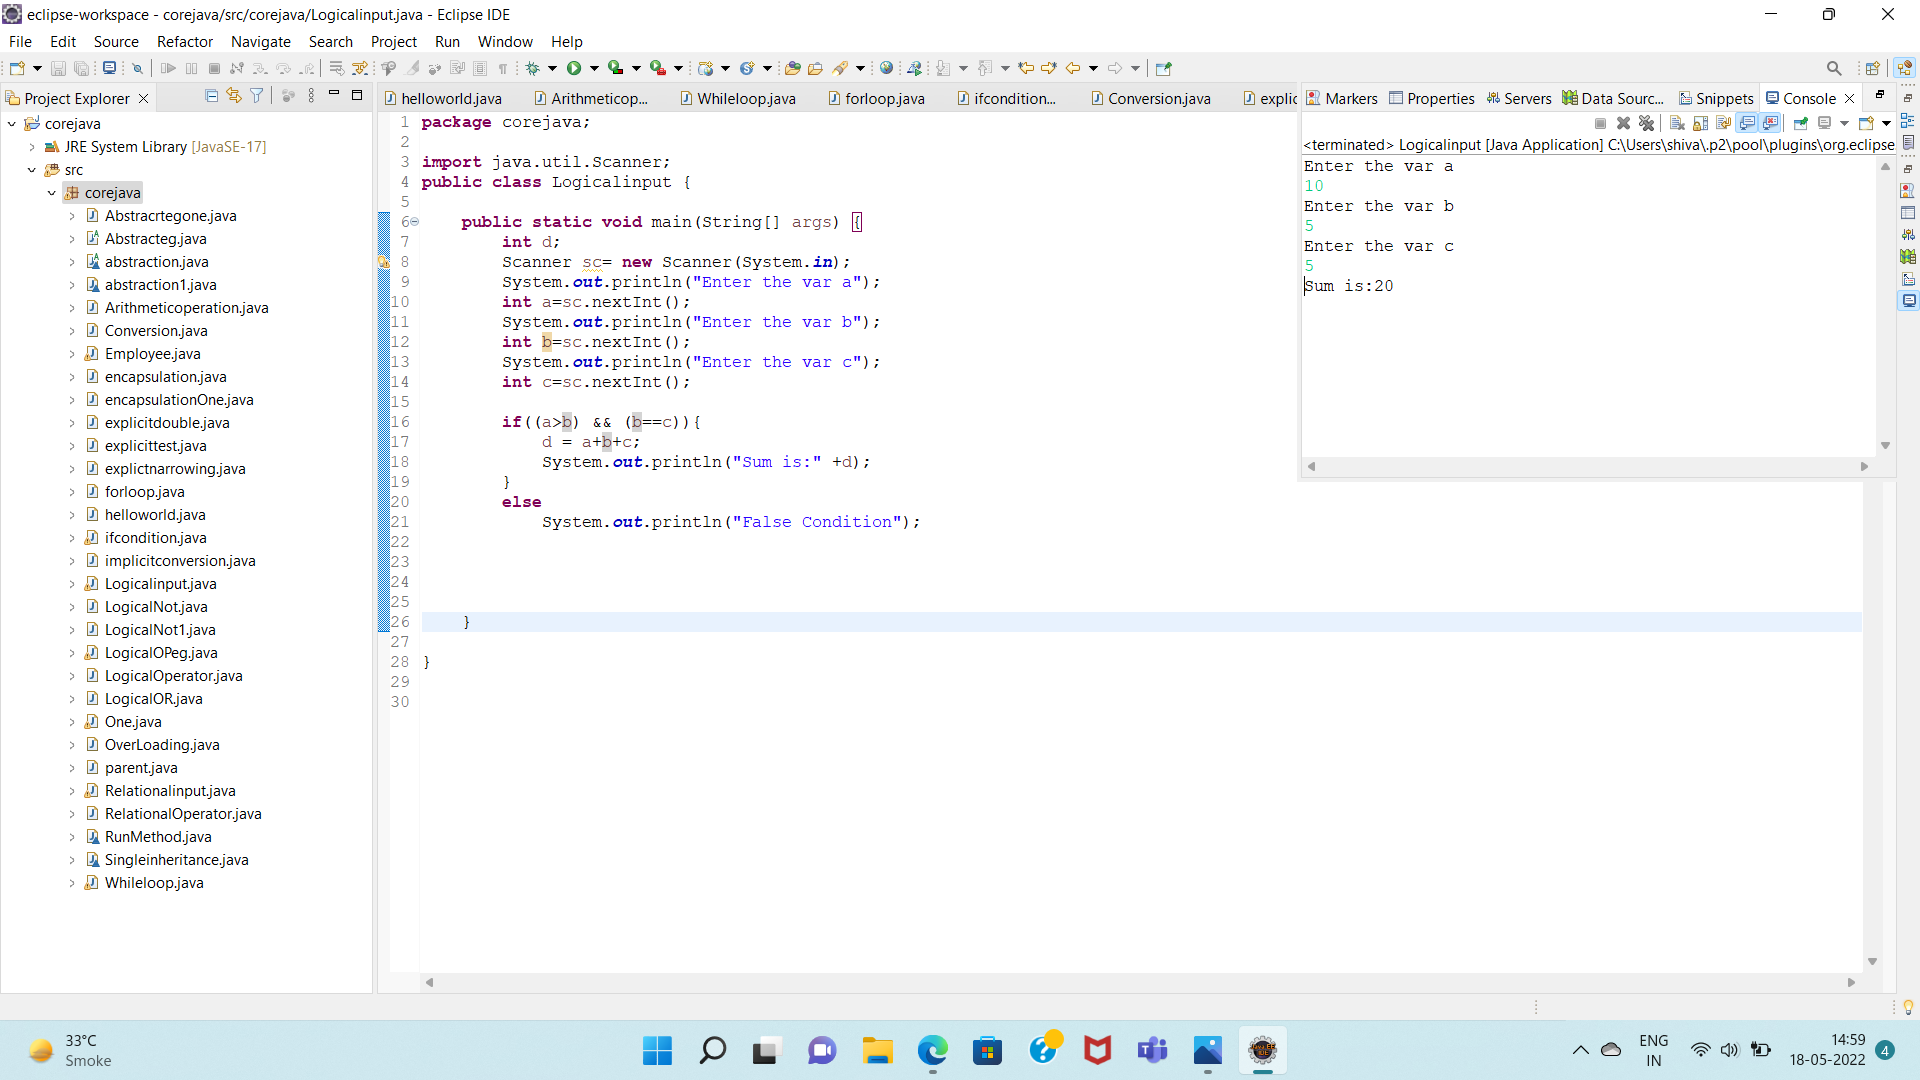 eclipse-workspace - corejava/src/corejava/Logicalinput.java - Eclipse IDE
File Edit Source Refactor Navigate Search Project Run Window Help
Project Explorer
corejava
JRE System Library [JavaSE-17]
src
corejava
Abstracrtegone.java
Abstracteg.java
abstraction.java
abstraction1.java
Arithmeticoperation.java
Conversion.java
Employee.java
encapsulation.java
encapsulationOne.java
explicitdouble.java
explicittest.java
explictnarrowing.java
forloop.java
helloworld.java
ifcondition.java
implicitconversion.java
Logicalinput.java
LogicalNot.java
LogicalNot1.java
LogicalOPeg.java
LogicalOperator.java
LogicalOR.java
One.java
OverLoading.java
parent.java
Relationalinput.java
RelationalOperator.java
RunMethod.java
Singleinheritance.java
Whileloop.java
helloworld.java Arithmeticop... Whileloop.java forloop.java ifcondition... Conversion.java explic
1 package corejava;
2
3 import java.util.Scanner;
4 public class Logicalinput {
5
6 public static void main(String[] args) {
7 int d;
8 Scanner sc= new Scanner(System.in);
9 System.out.println("Enter the var a");
10 int a=sc.nextInt();
11 System.out.println("Enter the var b");
12 int b=sc.nextInt();
13 System.out.println("Enter the var c");
14 int c=sc.nextInt();
15
16 if((a>b) && (b==c)){
17 d = a+b+c;
18 System.out.println("Sum is:" +d);
19 }
20 else
21 System.out.println("False Condition");
22
23
24
25
26 }
27
28 }
29
30
Markers Properties Servers Data Sourc... Snippets Console
<terminated> Logicalinput [Java Application] C:\Users\shiva\.p2\pool\plugins\org.eclipse
Enter the var a
10
Enter the var b
5
Enter the var c
5
Sum is:20
33°C
Smoke
ENG
IN
14:59
18-05-2022
4